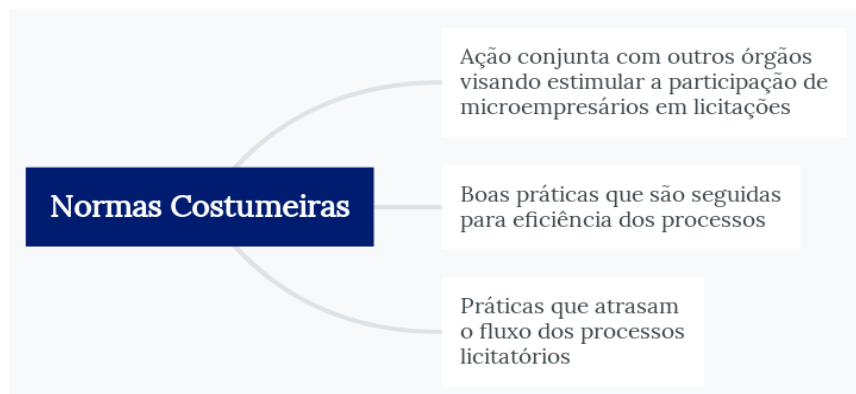 Normas Costumeiras
Ação conjunta com outros órgãos
visando estimular a participação de
microempresários em licitações
Boas práticas que são seguidas
para eficiência dos processos
Práticas que atrasam
o fluxo dos processos
licitatórios